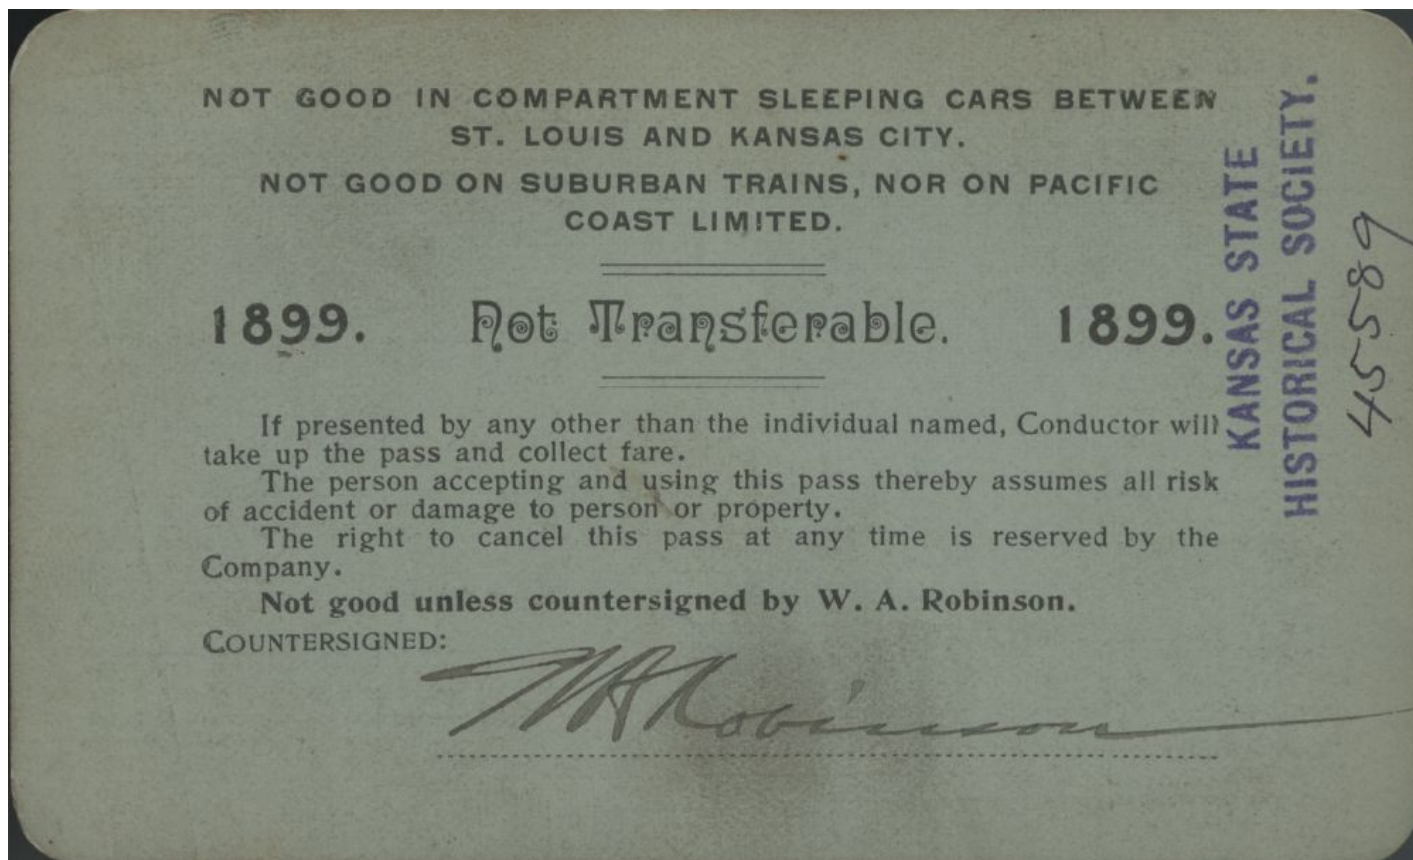 NOT GOOD IN COMPARTMENT SLEEPING CARS BETWEEN
ST. LOUIS AND KANSAS CITY.
NOT GOOD ON SUBURBAN TRAINS, NOR ON PACIFIC
COAST LIMITED.
1899. Not Transferable. 1899.
If presented by any other than the individual named, Conductor will
take up the pass and collect fare.
The person accepting and using this pass thereby assumes all risk
of accident or damage to person or property.
The right to cancel this pass at any time is reserved by the
Company.
Not good unless countersigned by W. A. Robinson.
COUNTERSIGNED:
WA Robinson
KANSAS STATE
HISTORICAL SOCIETY.
45589